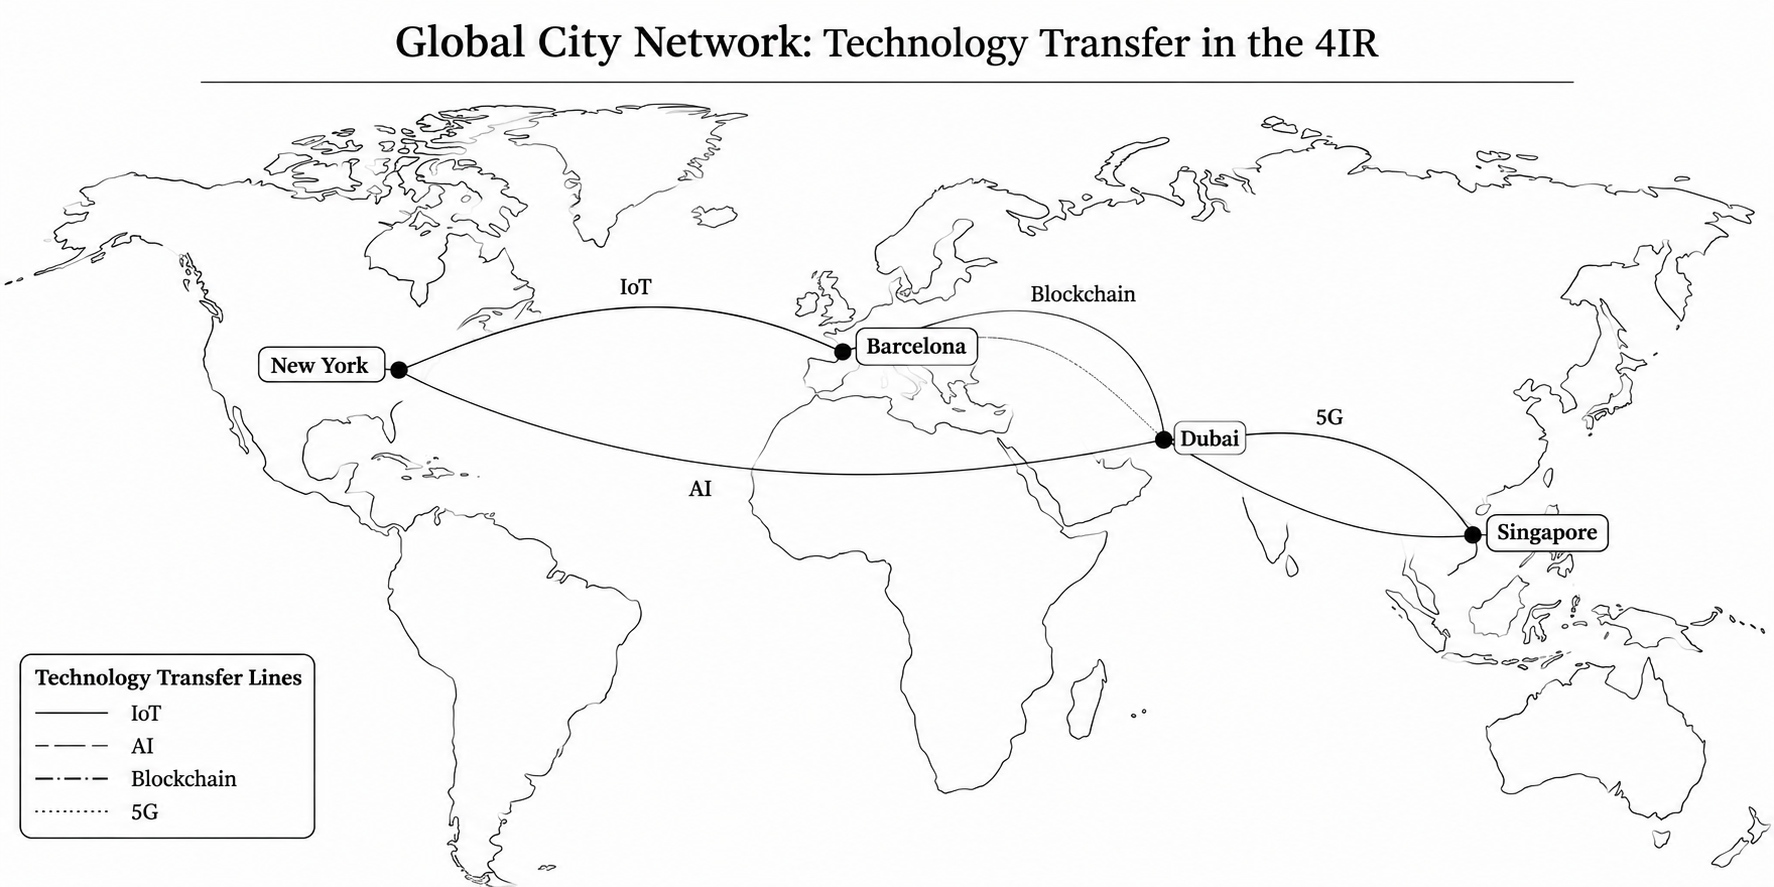 Global City Network: Technology Transfer in the 4IR
IoT
Blockchain
New York
Barcelona
5G
Dubai
AI
Singapore
Technology Transfer Lines
IoT
AI
Blockchain
5G